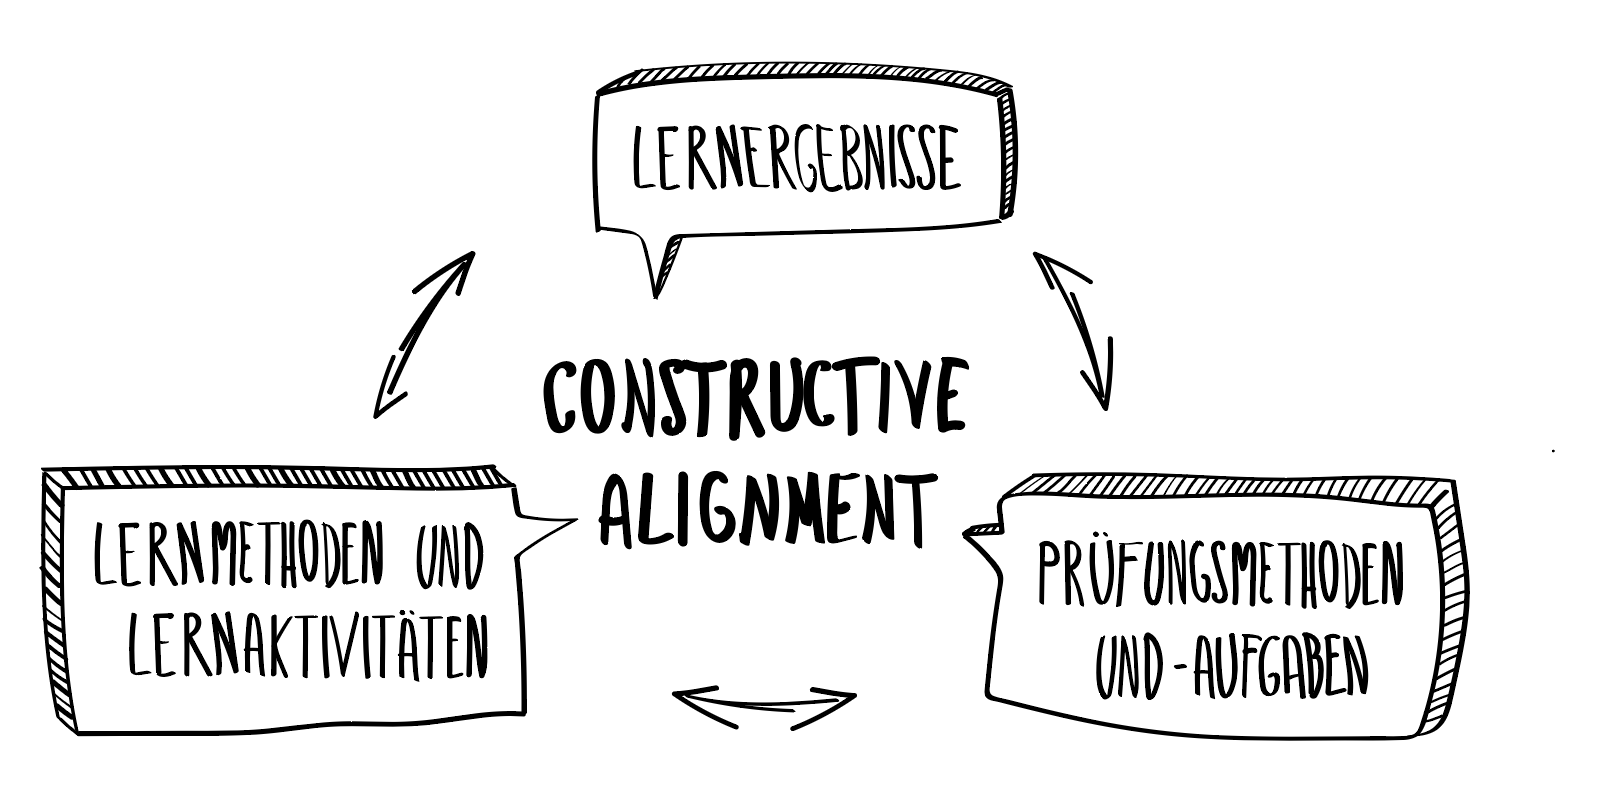 LERNERGEBNISSE
CONSTRUCTIVE
ALIGNMENT
LERNMETHODEN UND
LERNAKTIVITÄTEN
PRÜFUNGSMETHODEN
UND -AUFGABEN